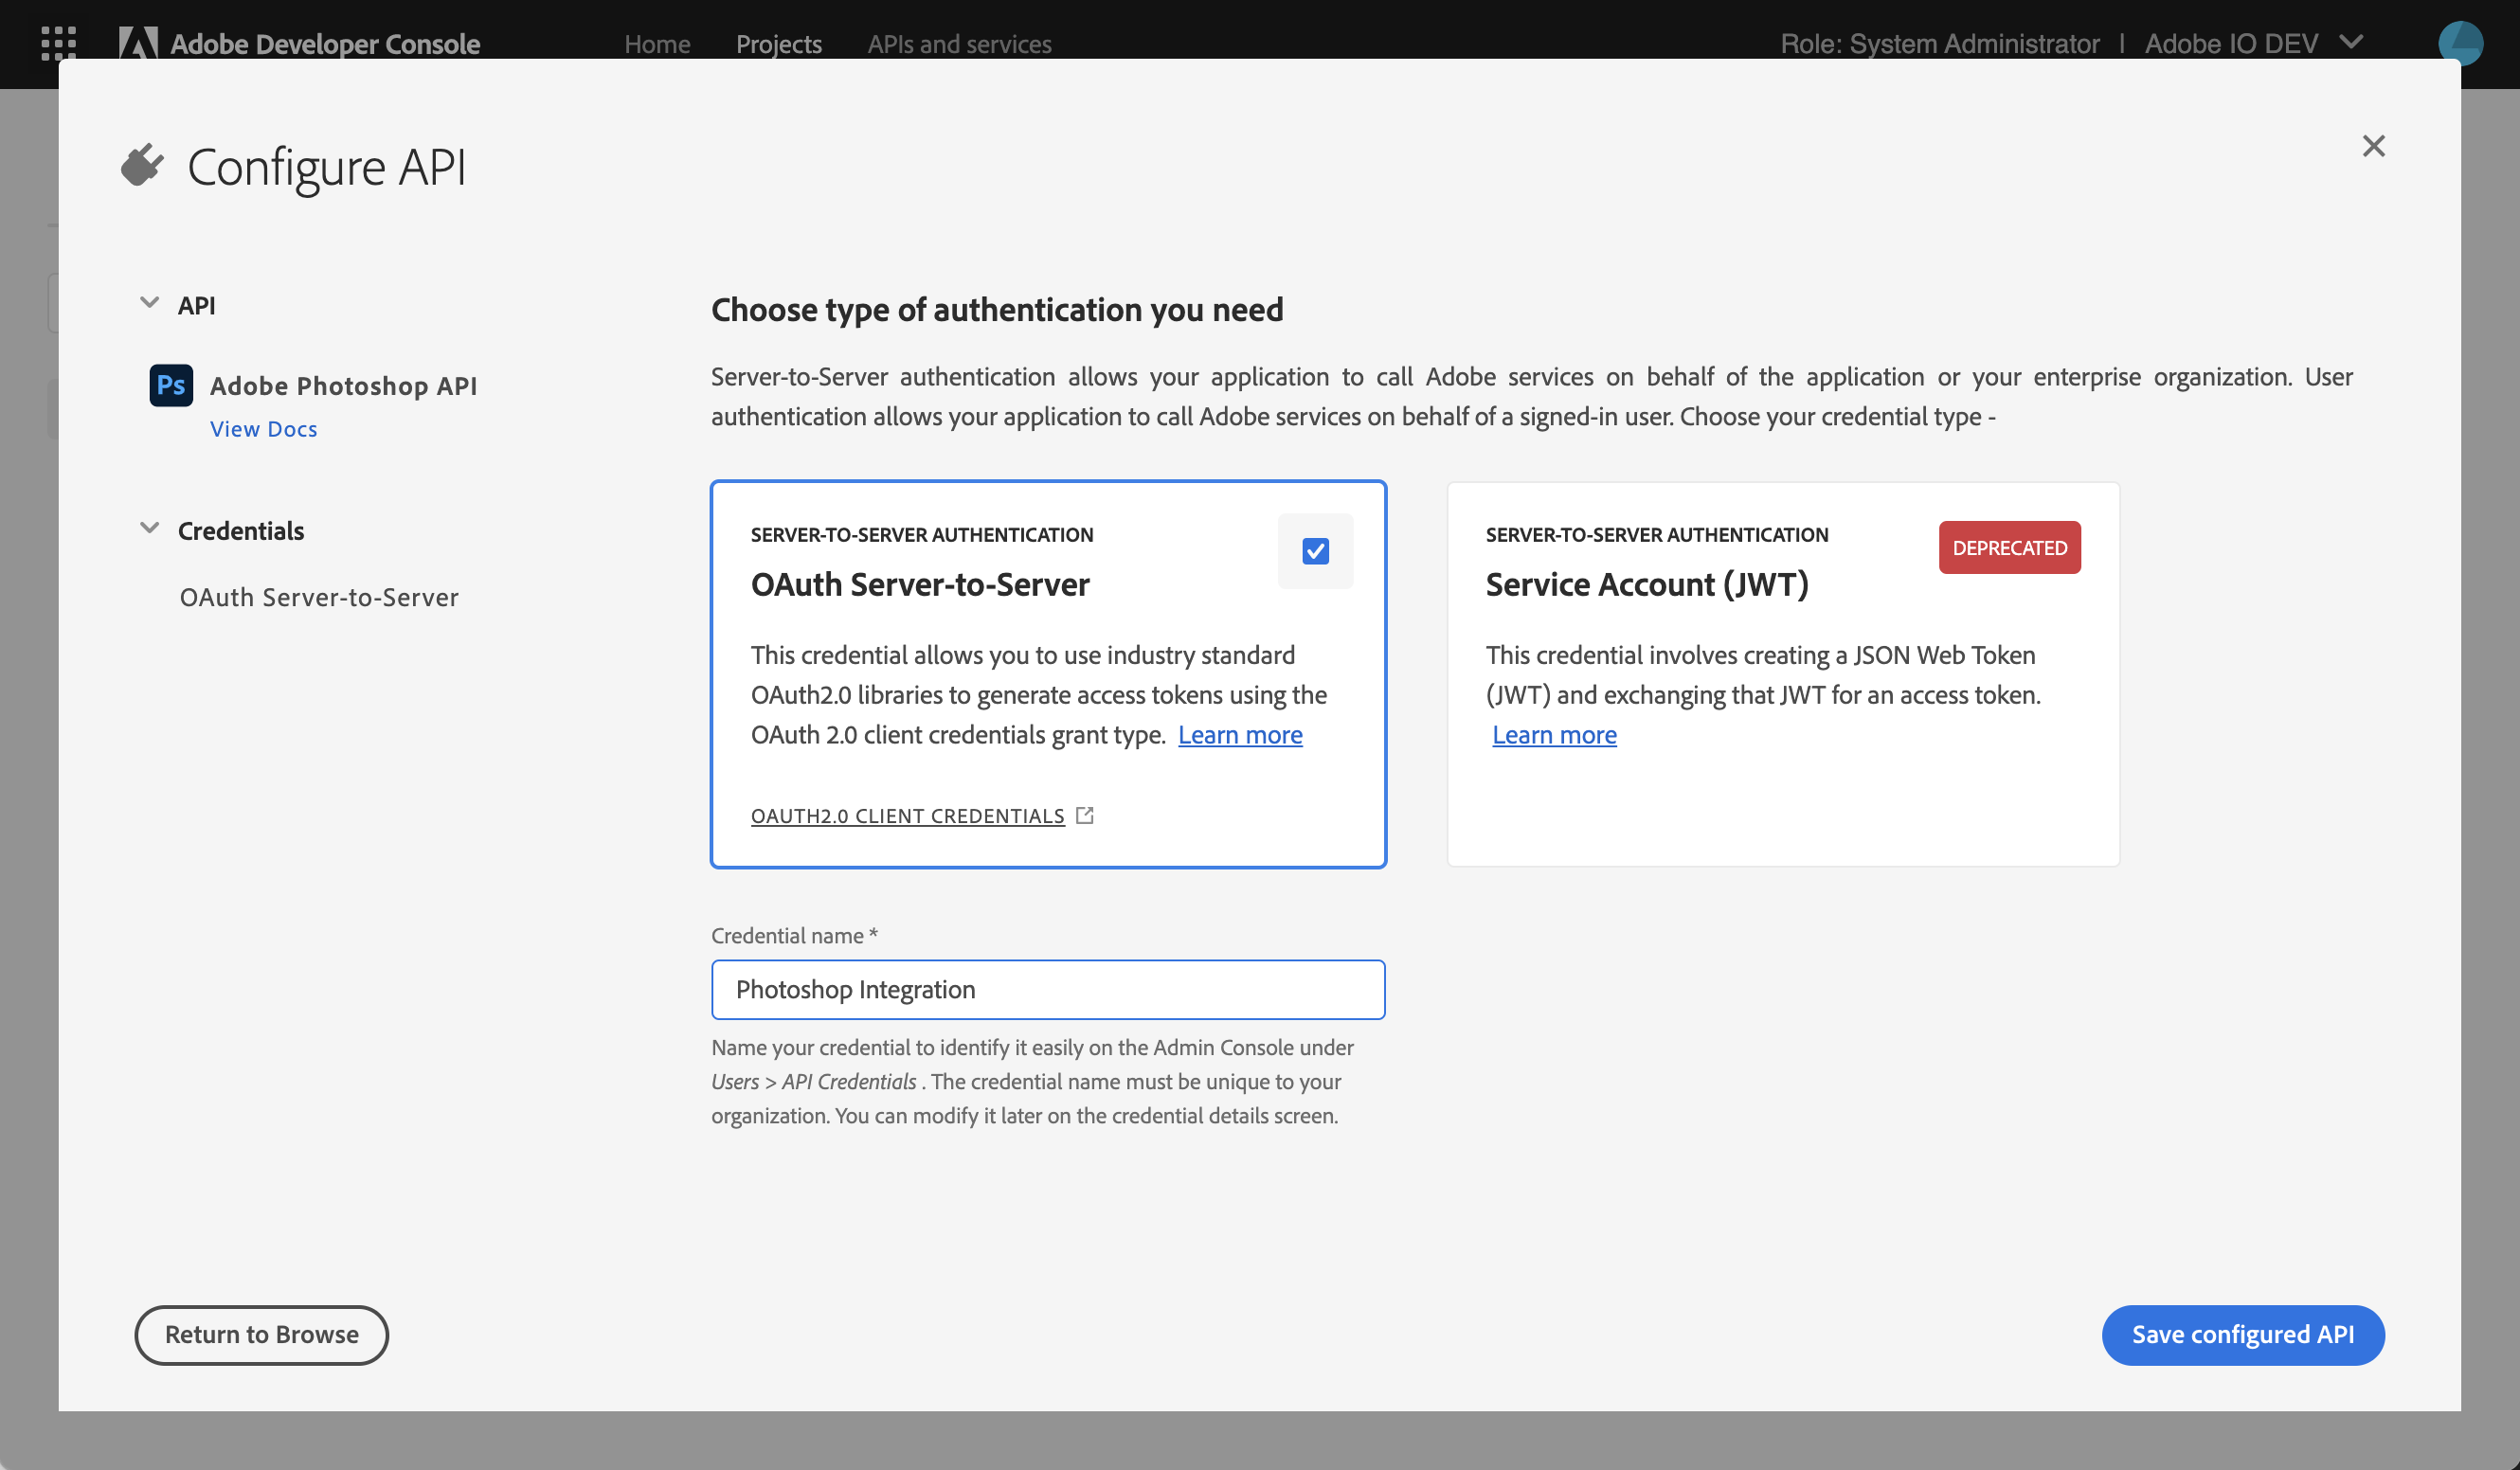 Adobe Developer Console
Home Projects APIs and services
Role: System Administrator | Adobe IO DEV
Configure API
API
Ps Adobe Photoshop API
View Docs
Credentials
OAuth Server-to-Server
Choose type of authentication you need
Server-to-Server authentication allows your application to call Adobe services on behalf of the application or your enterprise organization. User
authentication allows your application to call Adobe services on behalf of a signed-in user. Choose your credential type -
SERVER-TO-SERVER AUTHENTICATION
OAuth Server-to-Server
This credential allows you to use industry standard
OAuth2.0 libraries to generate access tokens using the
OAuth 2.0 client credentials grant type. Learn more
OAUTH2.0 CLIENT CREDENTIALS
SERVER-TO-SERVER AUTHENTICATION
DEPRECATED
Service Account (JWT)
This credential involves creating a JSON Web Token
(JWT) and exchanging that JWT for an access token.
Learn more
Credential name *
Photoshop Integration
Name your credential to identify it easily on the Admin Console under
Users > API Credentials . The credential name must be unique to your
organization. You can modify it later on the credential details screen.
Return to Browse
Save configured API